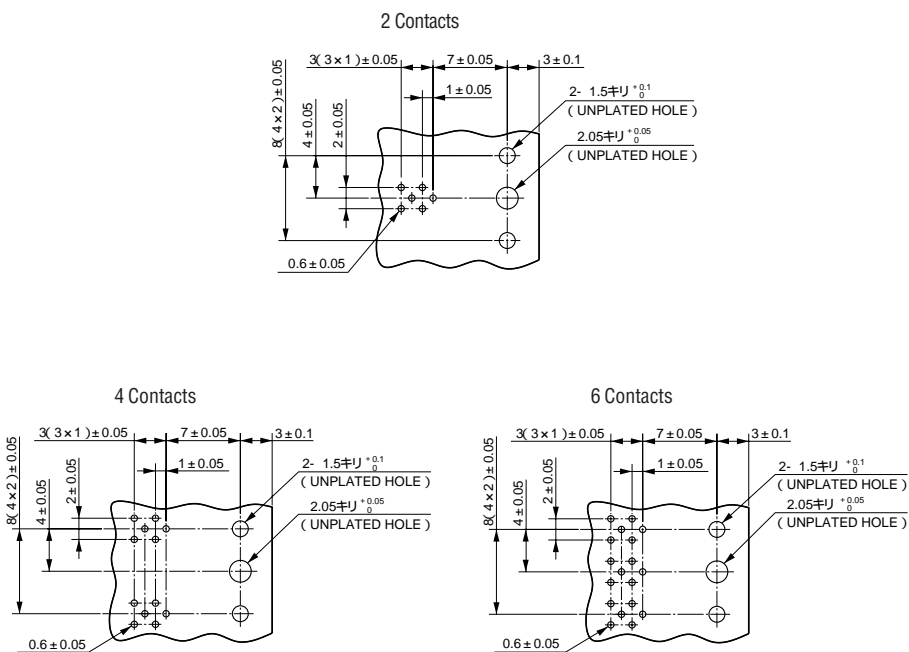 2 Contacts
3( 3×1 )±0.05
7±0.05
3±0.1
1±0.05
8( 4×2 )±0.05
4±0.05
2±0.05
2- 1.5キリ +0.1 0
( UNPLATED HOLE )
2.05キリ +0.05 0
( UNPLATED HOLE )
0.6±0.05
4 Contacts
3( 3×1 )±0.05
7±0.05
3±0.1
1±0.05
8( 4×2 )±0.05
4±0.05
2±0.05
2- 1.5キリ +0.1 0
( UNPLATED HOLE )
2.05キリ +0.05 0
( UNPLATED HOLE )
0.6±0.05
6 Contacts
3( 3×1 )±0.05
7±0.05
3±0.1
1±0.05
8( 4×2 )±0.05
4±0.05
2±0.05
2- 1.5キリ +0.1 0
( UNPLATED HOLE )
2.05キリ +0.05 0
( UNPLATED HOLE )
0.6±0.05